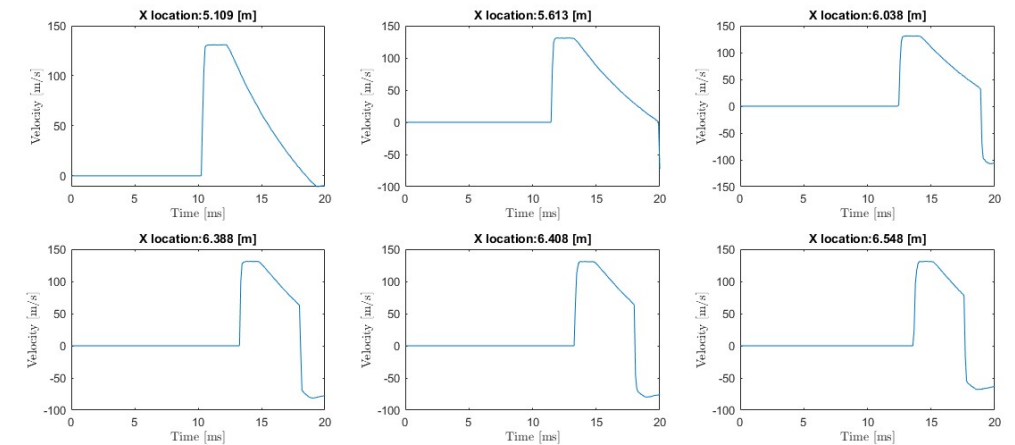 X location:5.109 [m]
150
100
50
0
Velocity [m/s]
0 5 10 15 20
Time [ms]
X location:5.613 [m]
150
100
50
0
-50
-100
Velocity [m/s]
0 5 10 15 20
Time [ms]
X location:6.038 [m]
150
100
50
0
-50
-100
-150
Velocity [m/s]
0 5 10 15 20
Time [ms]
X location:6.388 [m]
150
100
50
0
-50
-100
Velocity [m/s]
0 5 10 15 20
Time [ms]
X location:6.408 [m]
150
100
50
0
-50
-100
Velocity [m/s]
0 5 10 15 20
Time [ms]
X location:6.548 [m]
150
100
50
0
-50
-100
Velocity [m/s]
0 5 10 15 20
Time [ms]